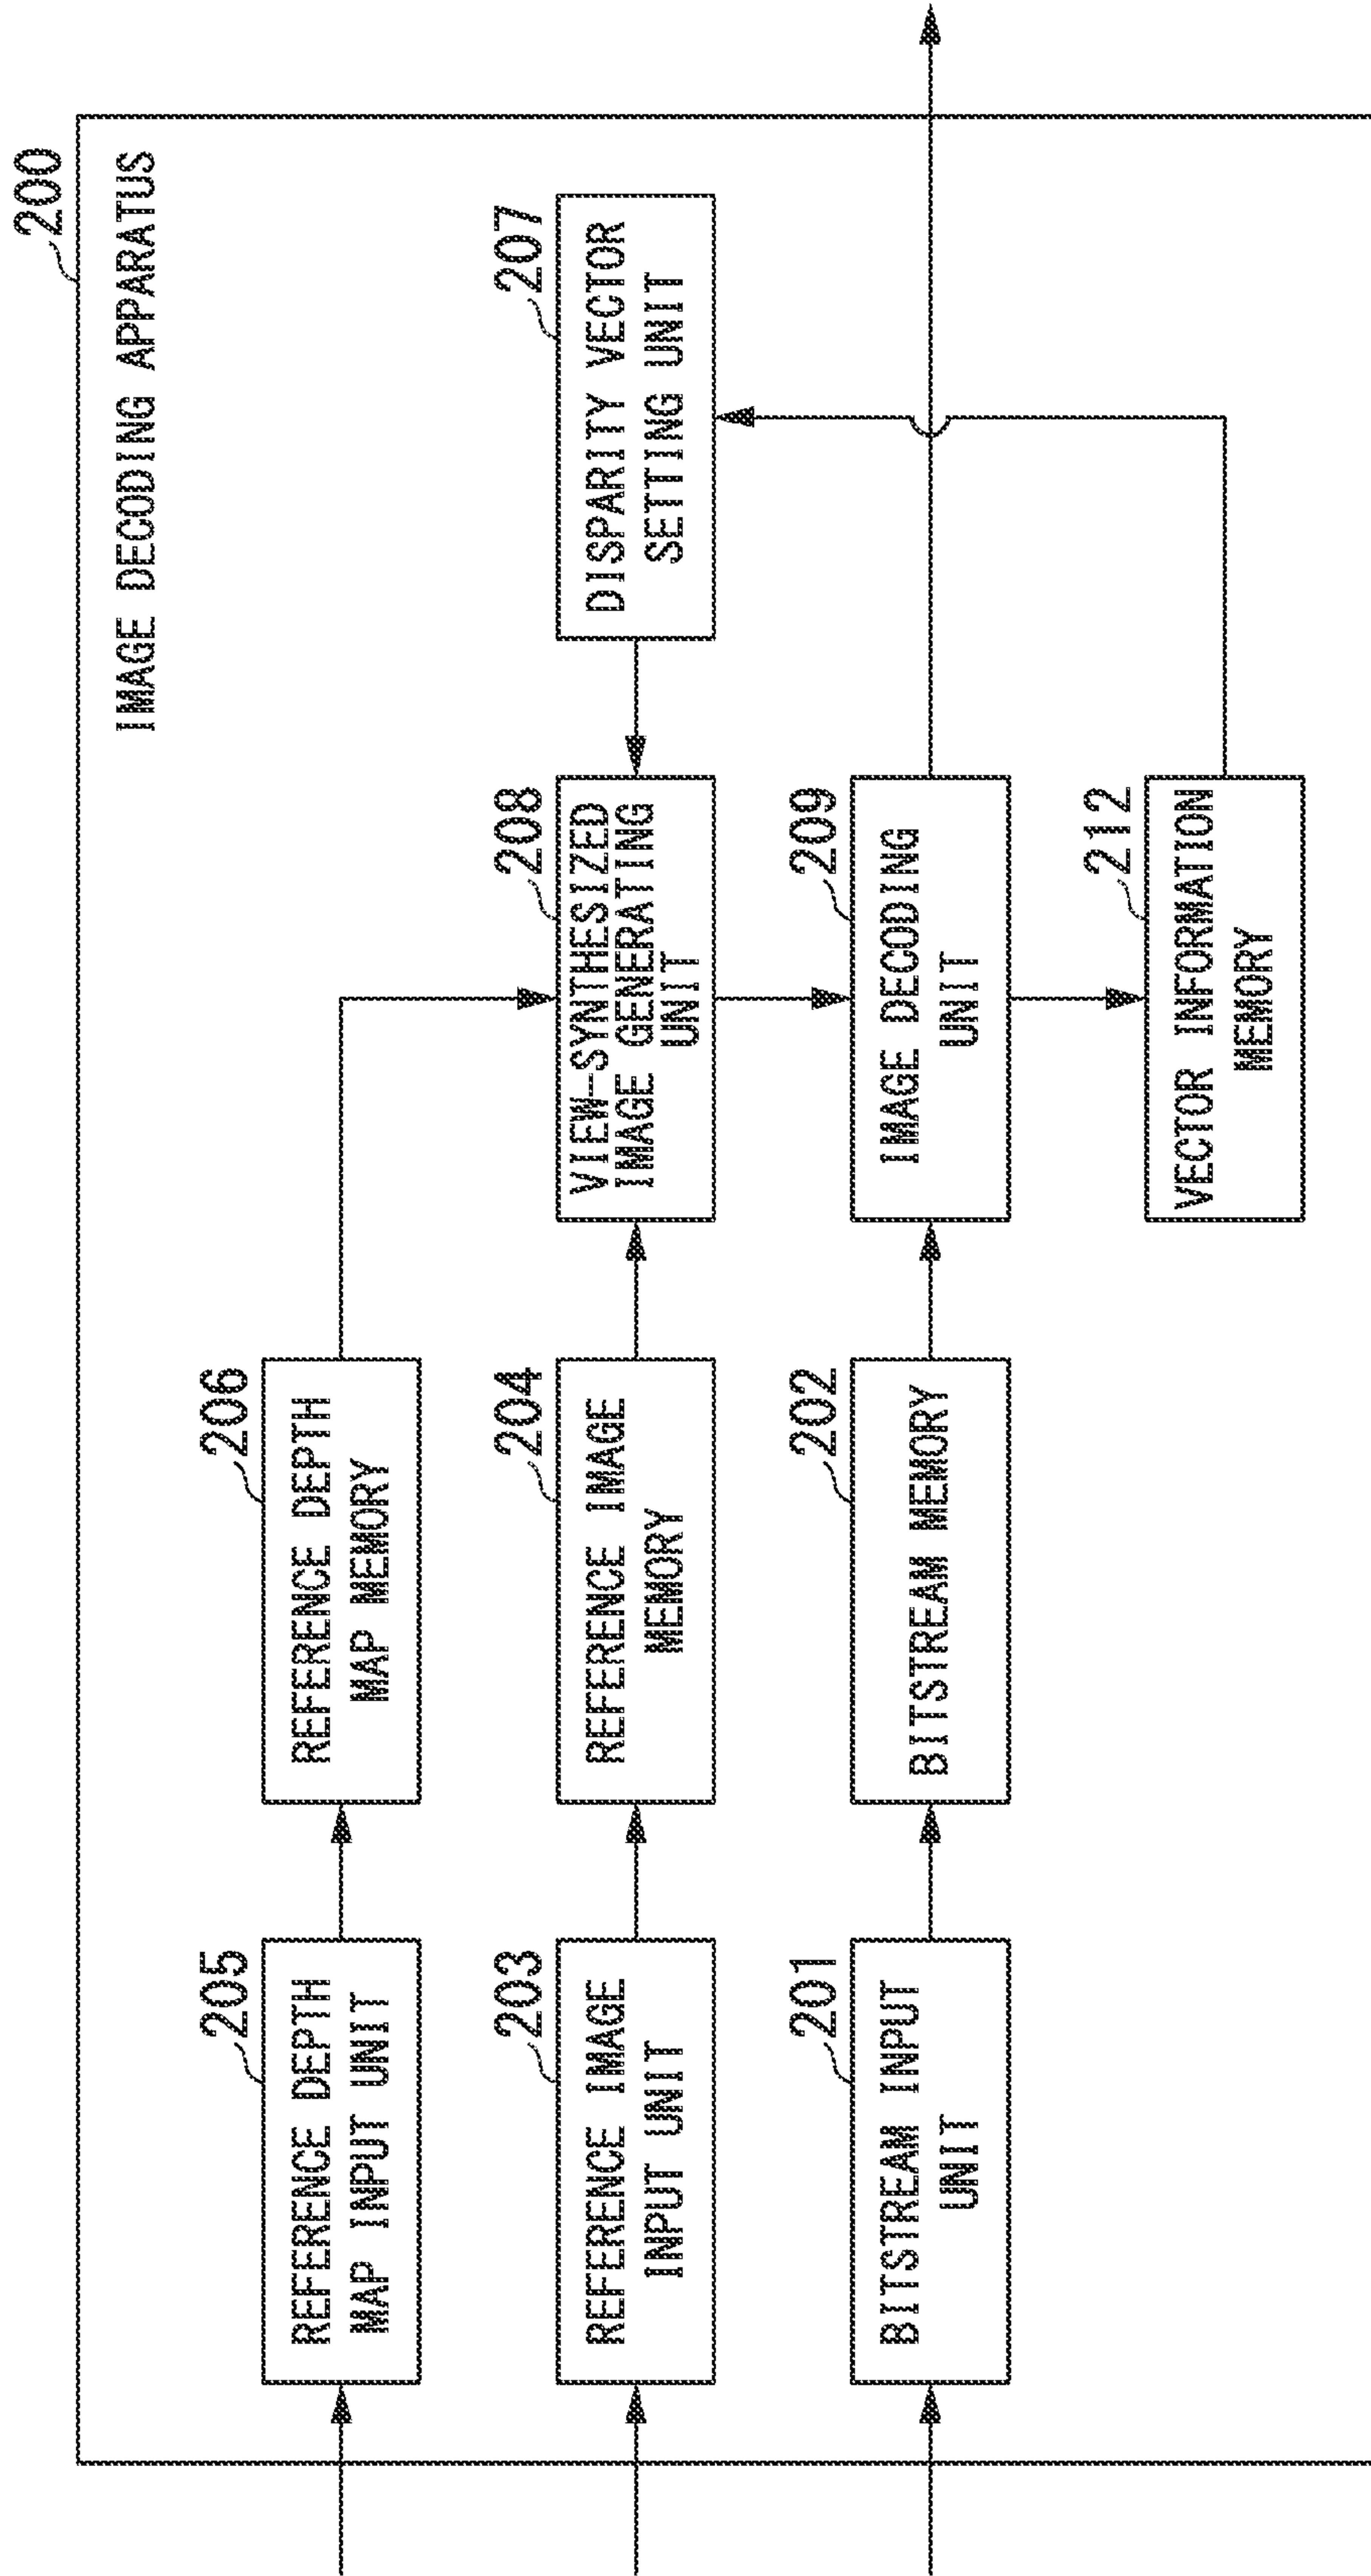 200
IMAGE DECODING APPARATUS
205
REFERENCE DEPTH
MAP INPUT UNIT
206
REFERENCE DEPTH
MAP MEMORY
203
REFERENCE IMAGE
INPUT UNIT
204
REFERENCE IMAGE
MEMORY
208
VIEW-SYNTHESIZED
IMAGE GENERATING
UNIT
207
DISPARITY VECTOR
SETTING UNIT
201
BITSTREAM INPUT
UNIT
202
BITSTREAM MEMORY
209
IMAGE DECODING
UNIT
212
VECTOR INFORMATION
MEMORY